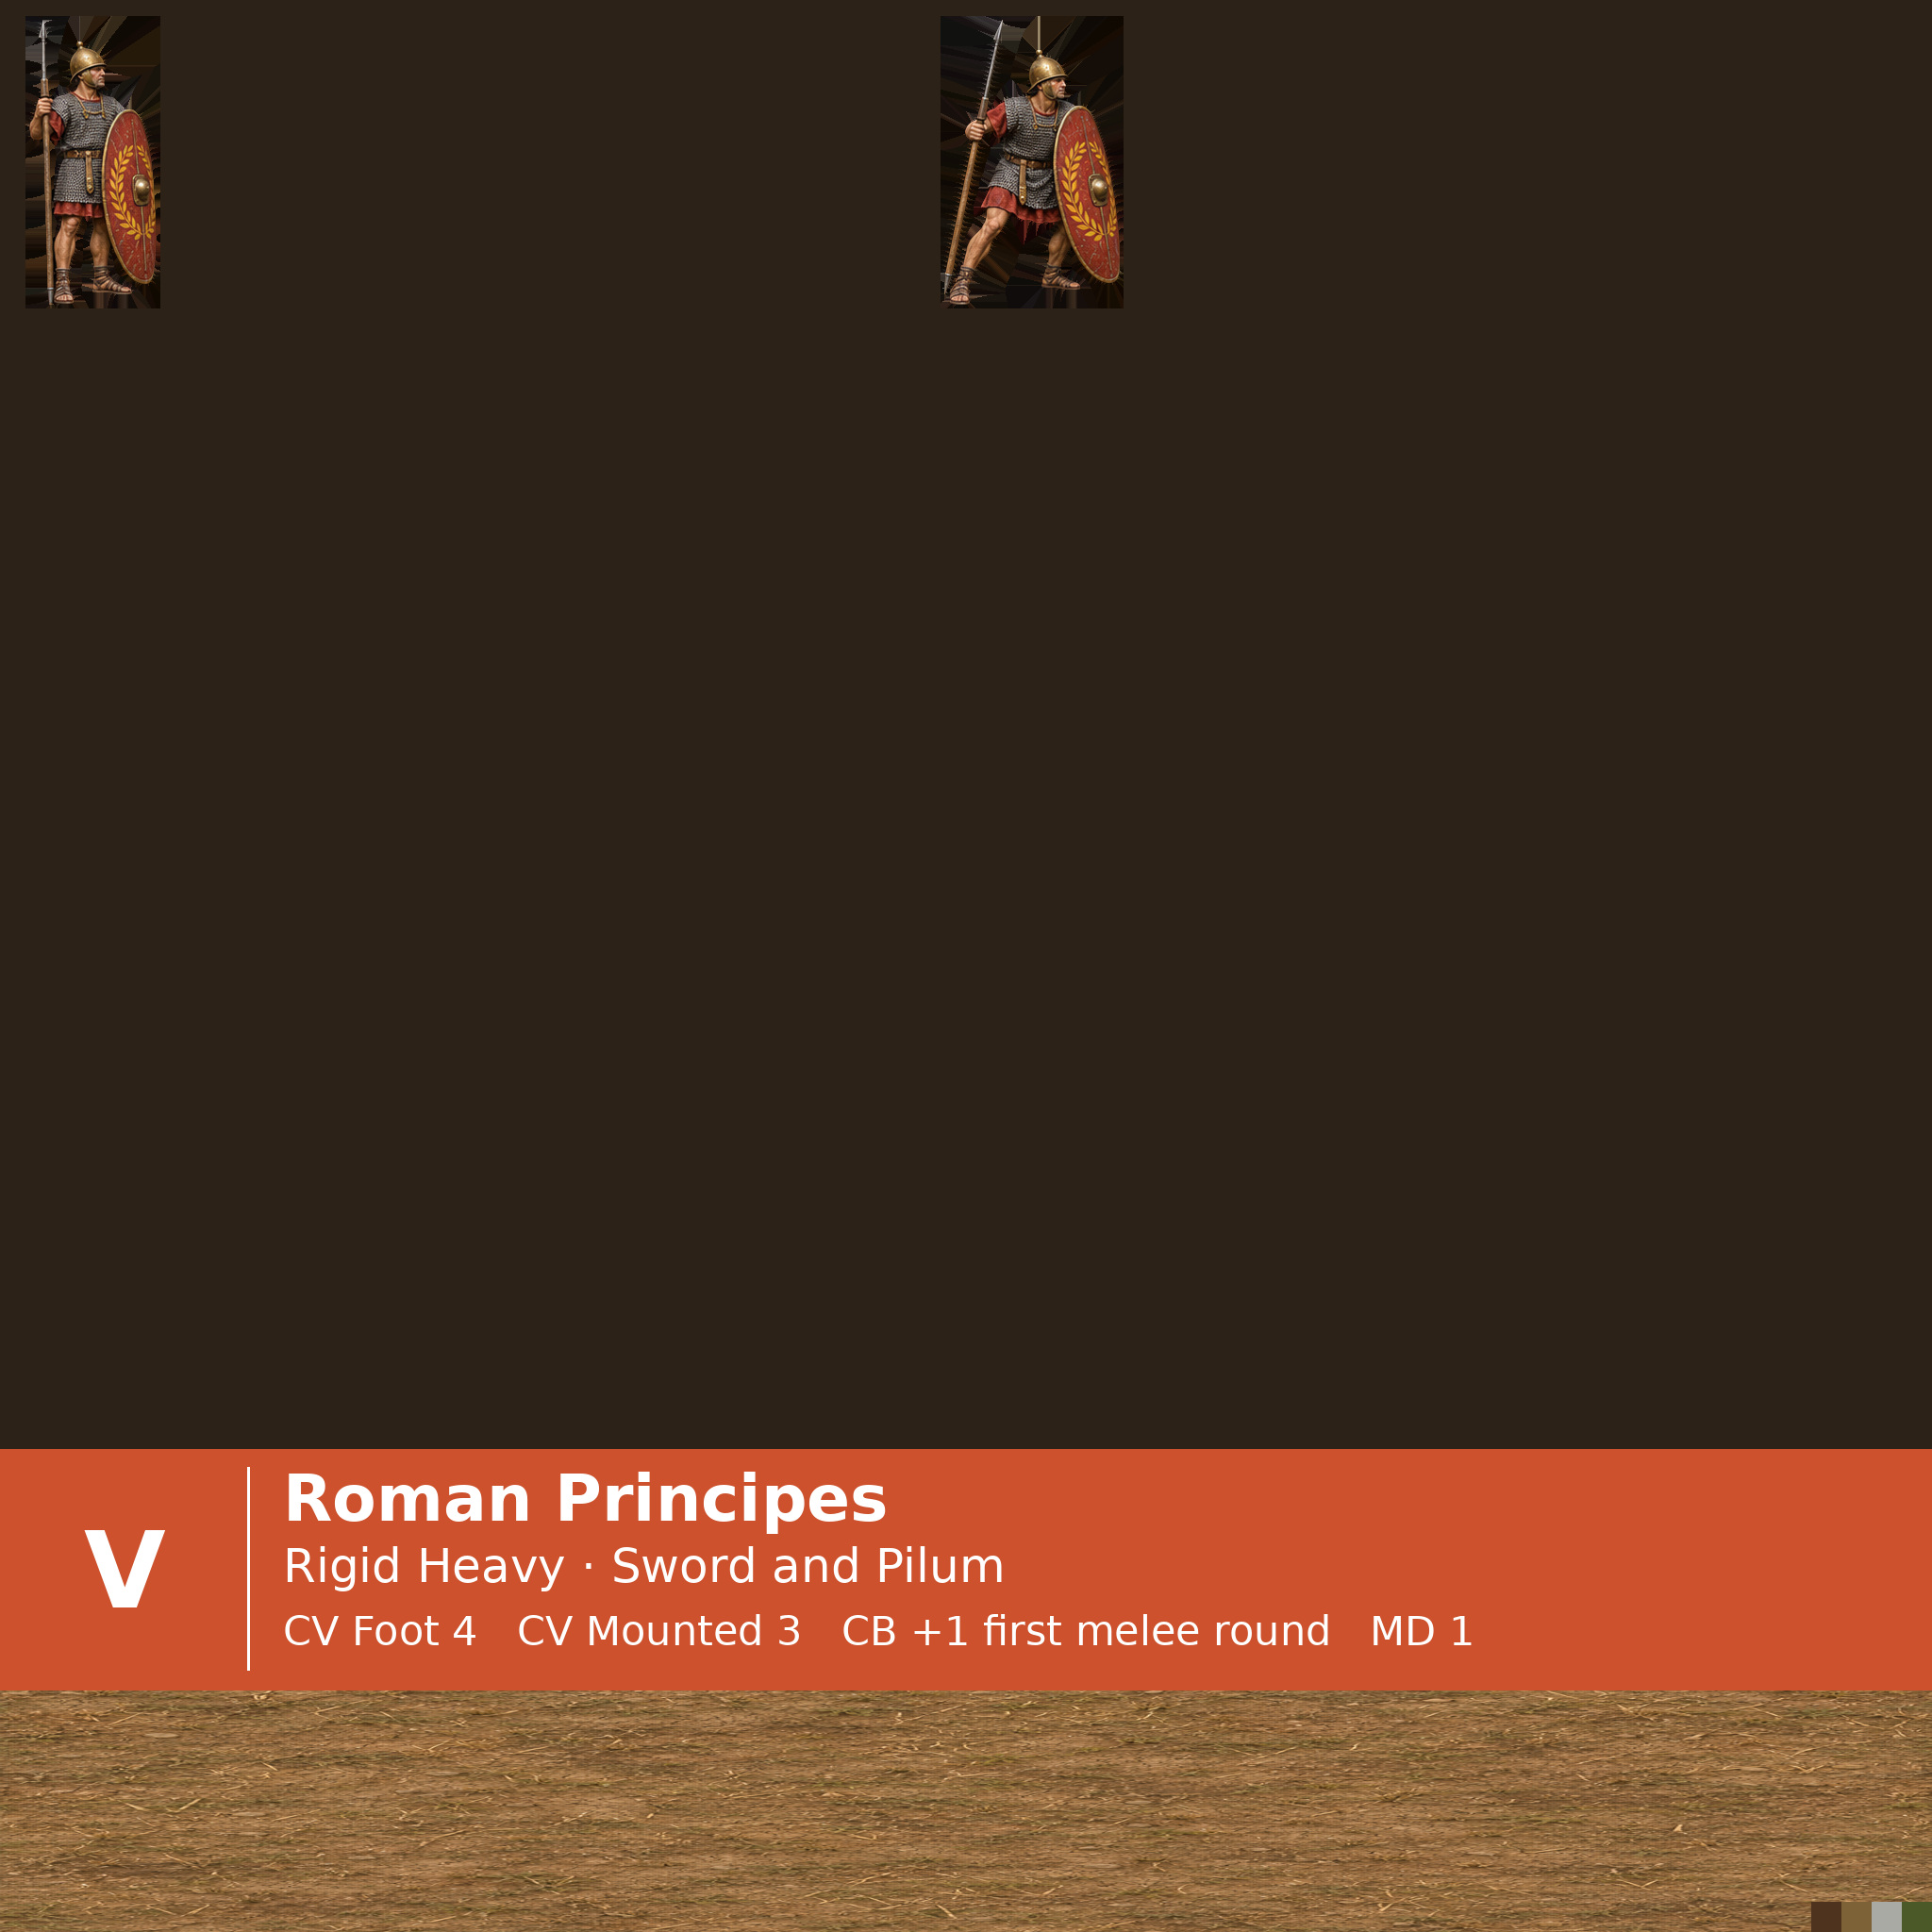 V
Roman Principes
Rigid Heavy · Sword and Pilum
CV Foot 4 CV Mounted 3 CB +1 first melee round MD 1